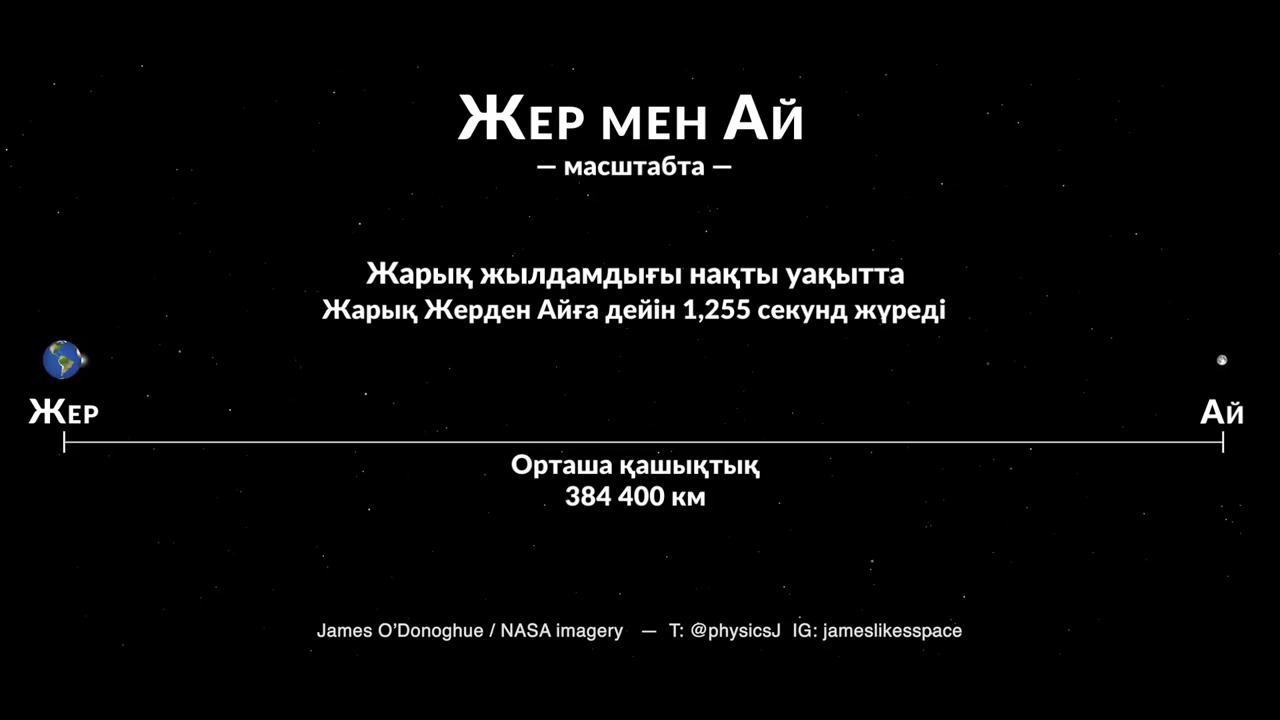 Жер мен Ай
— масштабта —
Жарық жылдамдығы нақты уақытта
Жарық Жерден Айға дейін 1,255 секунд жүреді
Жер
Ай
Орташа қашықтық
384 400 км
James O’Donoghue / NASA imagery — T: @physicsJ IG: jameslikesspace